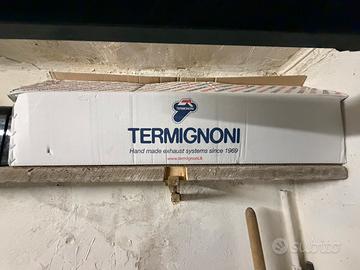 TERMIGNONI
Hand made exhaust systems since 1969
www.termignoni.it
subito